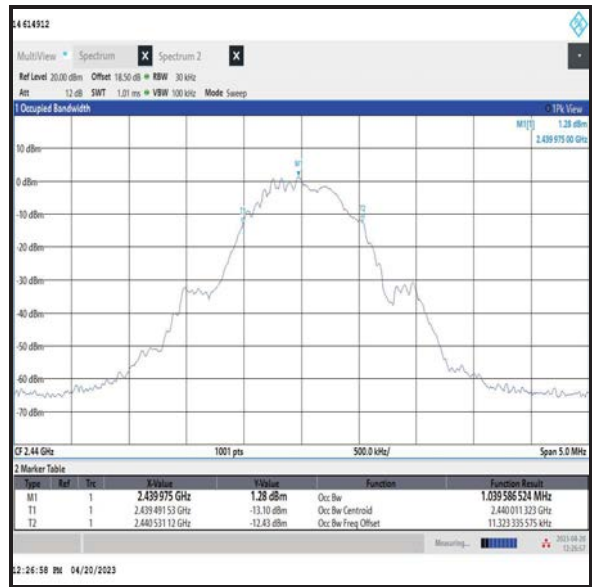 14 614912
MultiView Spectrum X Spectrum 2 X
Ref Level 20.00 dBm Offset 18.50 dB RBW 30 kHz
Att 12 dB SWT 1.01 ms VBW 100 kHz Mode Sweep
1 Occupied Bandwidth 1Pk View
M1[1] 1.28 dBm
2.439 975 00 GHz
10 dBm
M1
0 dBm
-10 dBm
-20 dBm
-30 dBm
-40 dBm
-50 dBm
-60 dBm
-70 dBm
CF 2.44 GHz 1001 pts 500.0 kHz/ Span 5.0 MHz
2 Marker Table
Type Ref Trc X-Value Y-Value Function Function Result
M1 1 2.439 975 GHz 1.28 dBm Occ Bw 1.039 586 524 MHz
T1 1 2.439 491 53 GHz -13.10 dBm Occ Bw Centroid 2.440 011 323 GHz
T2 1 2.440 531 12 GHz -12.43 dBm Occ Bw Freq Offset 11.323 335 575 kHz
Measuring...
12:26:57
12:26:58 PM 04/20/2023